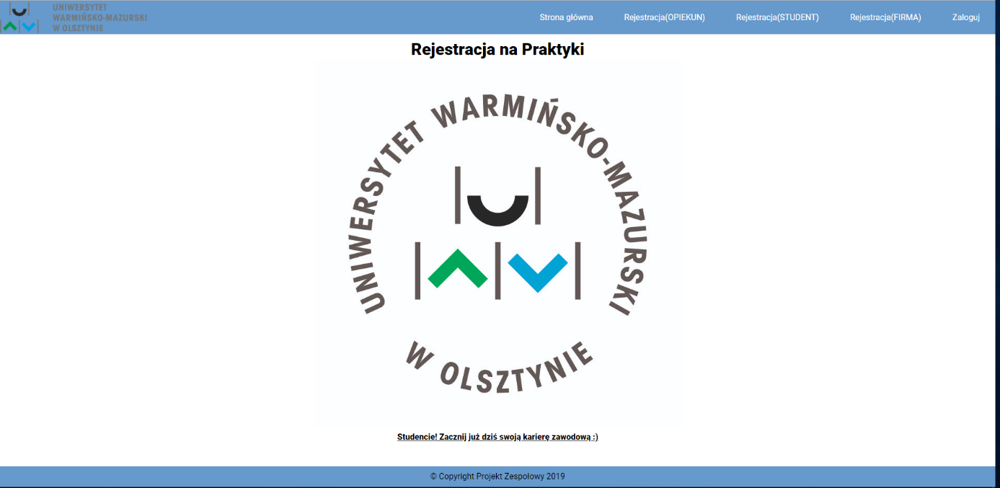 UNIWERSYTET
WARMIŃSKO-MAZURSKI
W OLSZTYNIE
Strona główna
Rejestracja(OPIEKUN)
Rejestracja(STUDENT)
Rejestracja(FIRMA)
Zaloguj
Rejestracja na Praktyki
UNIWERSYTET WARMIŃSKO-MAZURSKI
W OLSZTYNIE
Studencie! Zacznij już dziś swoją karierę zawodową :)
© Copyright Projekt Zespołowy 2019